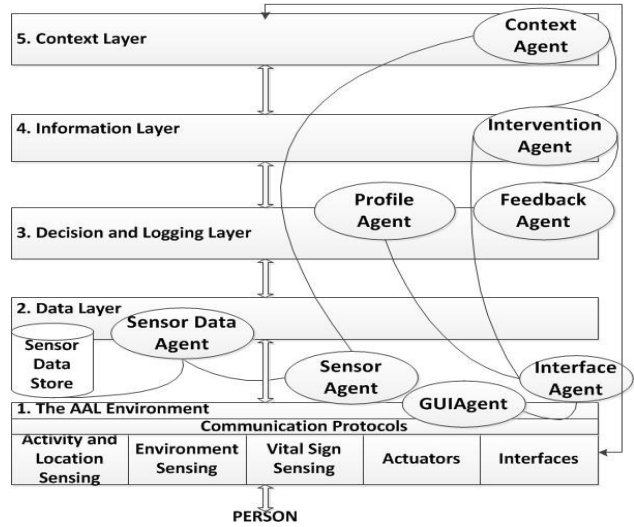 5. Context Layer
Context
Agent
4. Information Layer
Intervention
Agent
Profile
Agent
Feedback
Agent
3. Decision and Logging Layer
2. Data Layer
Sensor Data
Agent
Sensor
Data
Store
Sensor
Agent
Interface
Agent
GUIAgent
1. The AAL Environment
Communication Protocols
Activity and
Location
Sensing
Environment
Sensing
Vital Sign
Sensing
Actuators
Interfaces
PERSON